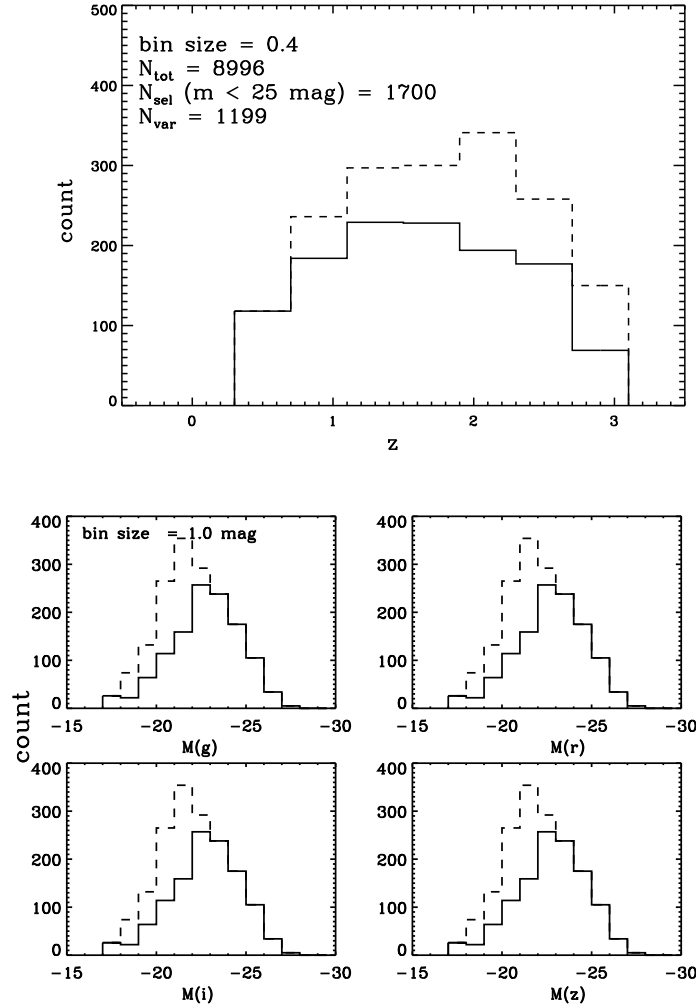 500
400
300
200
100
0
count
bin size = 0.4
N_tot = 8996
N_sel (m < 25 mag) = 1700
N_var = 1199
0 1 2 3
z
count
400
300
200
100
0
bin size = 1.0 mag
-15 -20 -25 -30
M(g)
400
300
200
100
0
-15 -20 -25 -30
M(r)
400
300
200
100
0
-15 -20 -25 -30
M(i)
400
300
200
100
0
-15 -20 -25 -30
M(z)